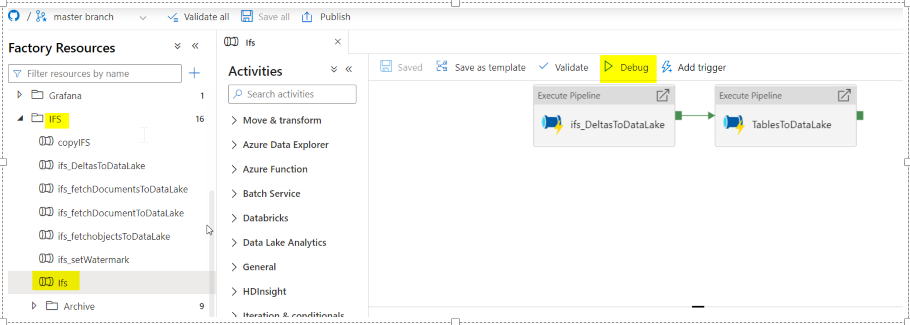 / master branch Validate all Save all Publish
Factory Resources
Filter resources by name
Grafana 1
IFS 16
copyIFS
ifs_DeltasToDataLake
ifs_fetchDocumentsToDataLake
ifs_fetchDocumentToDataLake
ifs_fetchobjectsToDataLake
ifs_setWatermark
Ifs
Archive 9
Ifs
Activities
Search activities
Move & transform
Azure Data Explorer
Azure Function
Batch Service
Databricks
Data Lake Analytics
General
HDInsight
Iteration & conditionals
Saved Save as template Validate Debug Add trigger
Execute Pipeline
ifs_DeltasToDataLake
Execute Pipeline
TablesToDataLake